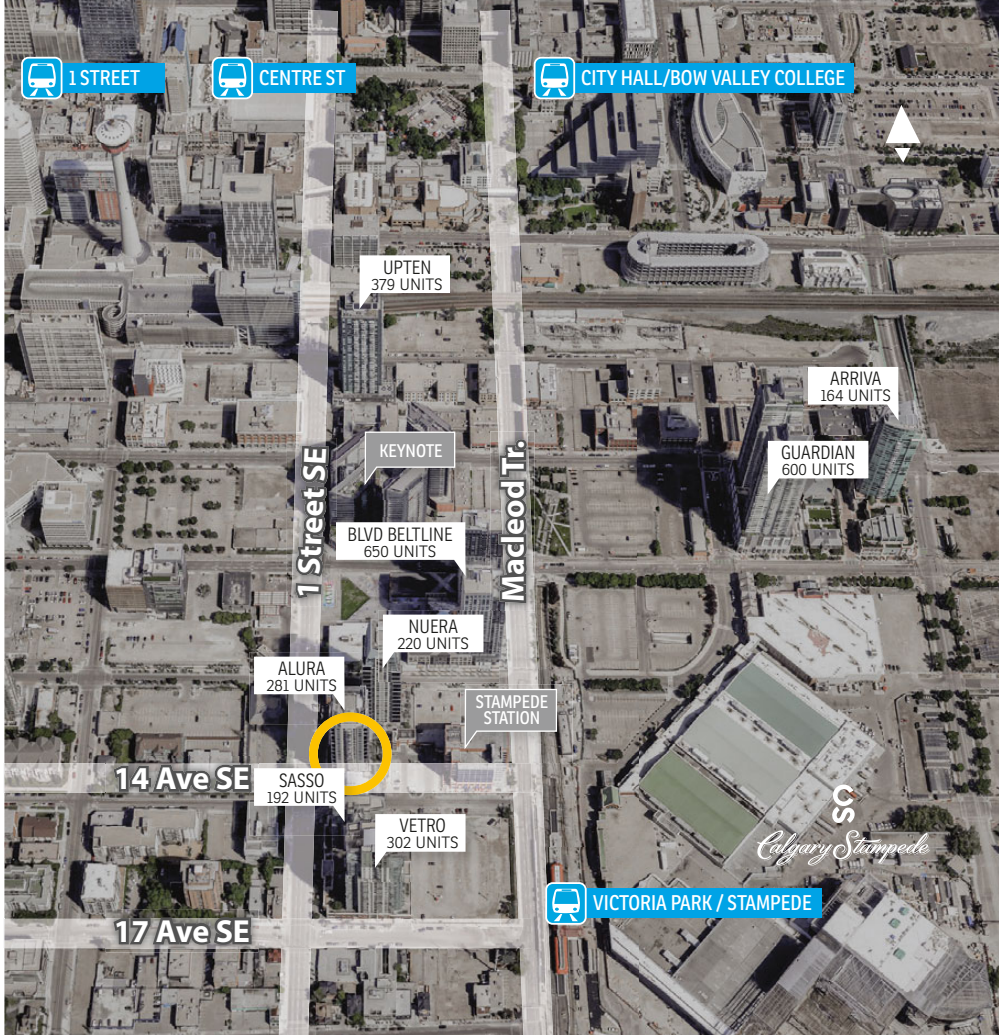 1 STREET
CENTRE ST
CITY HALL/BOW VALLEY COLLEGE
UPTEN
379 UNITS
ARRIVA
164 UNITS
GUARDIAN
600 UNITS
KEYNOTE
1 Street SE
Macleod Tr.
BLVD BELTLINE
650 UNITS
NUERA
220 UNITS
ALURA
281 UNITS
STAMPEDE
STATION
14 Ave SE
SASSO
192 UNITS
VETRO
302 UNITS
SC
Calgary Stampede
VICTORIA PARK / STAMPEDE
17 Ave SE